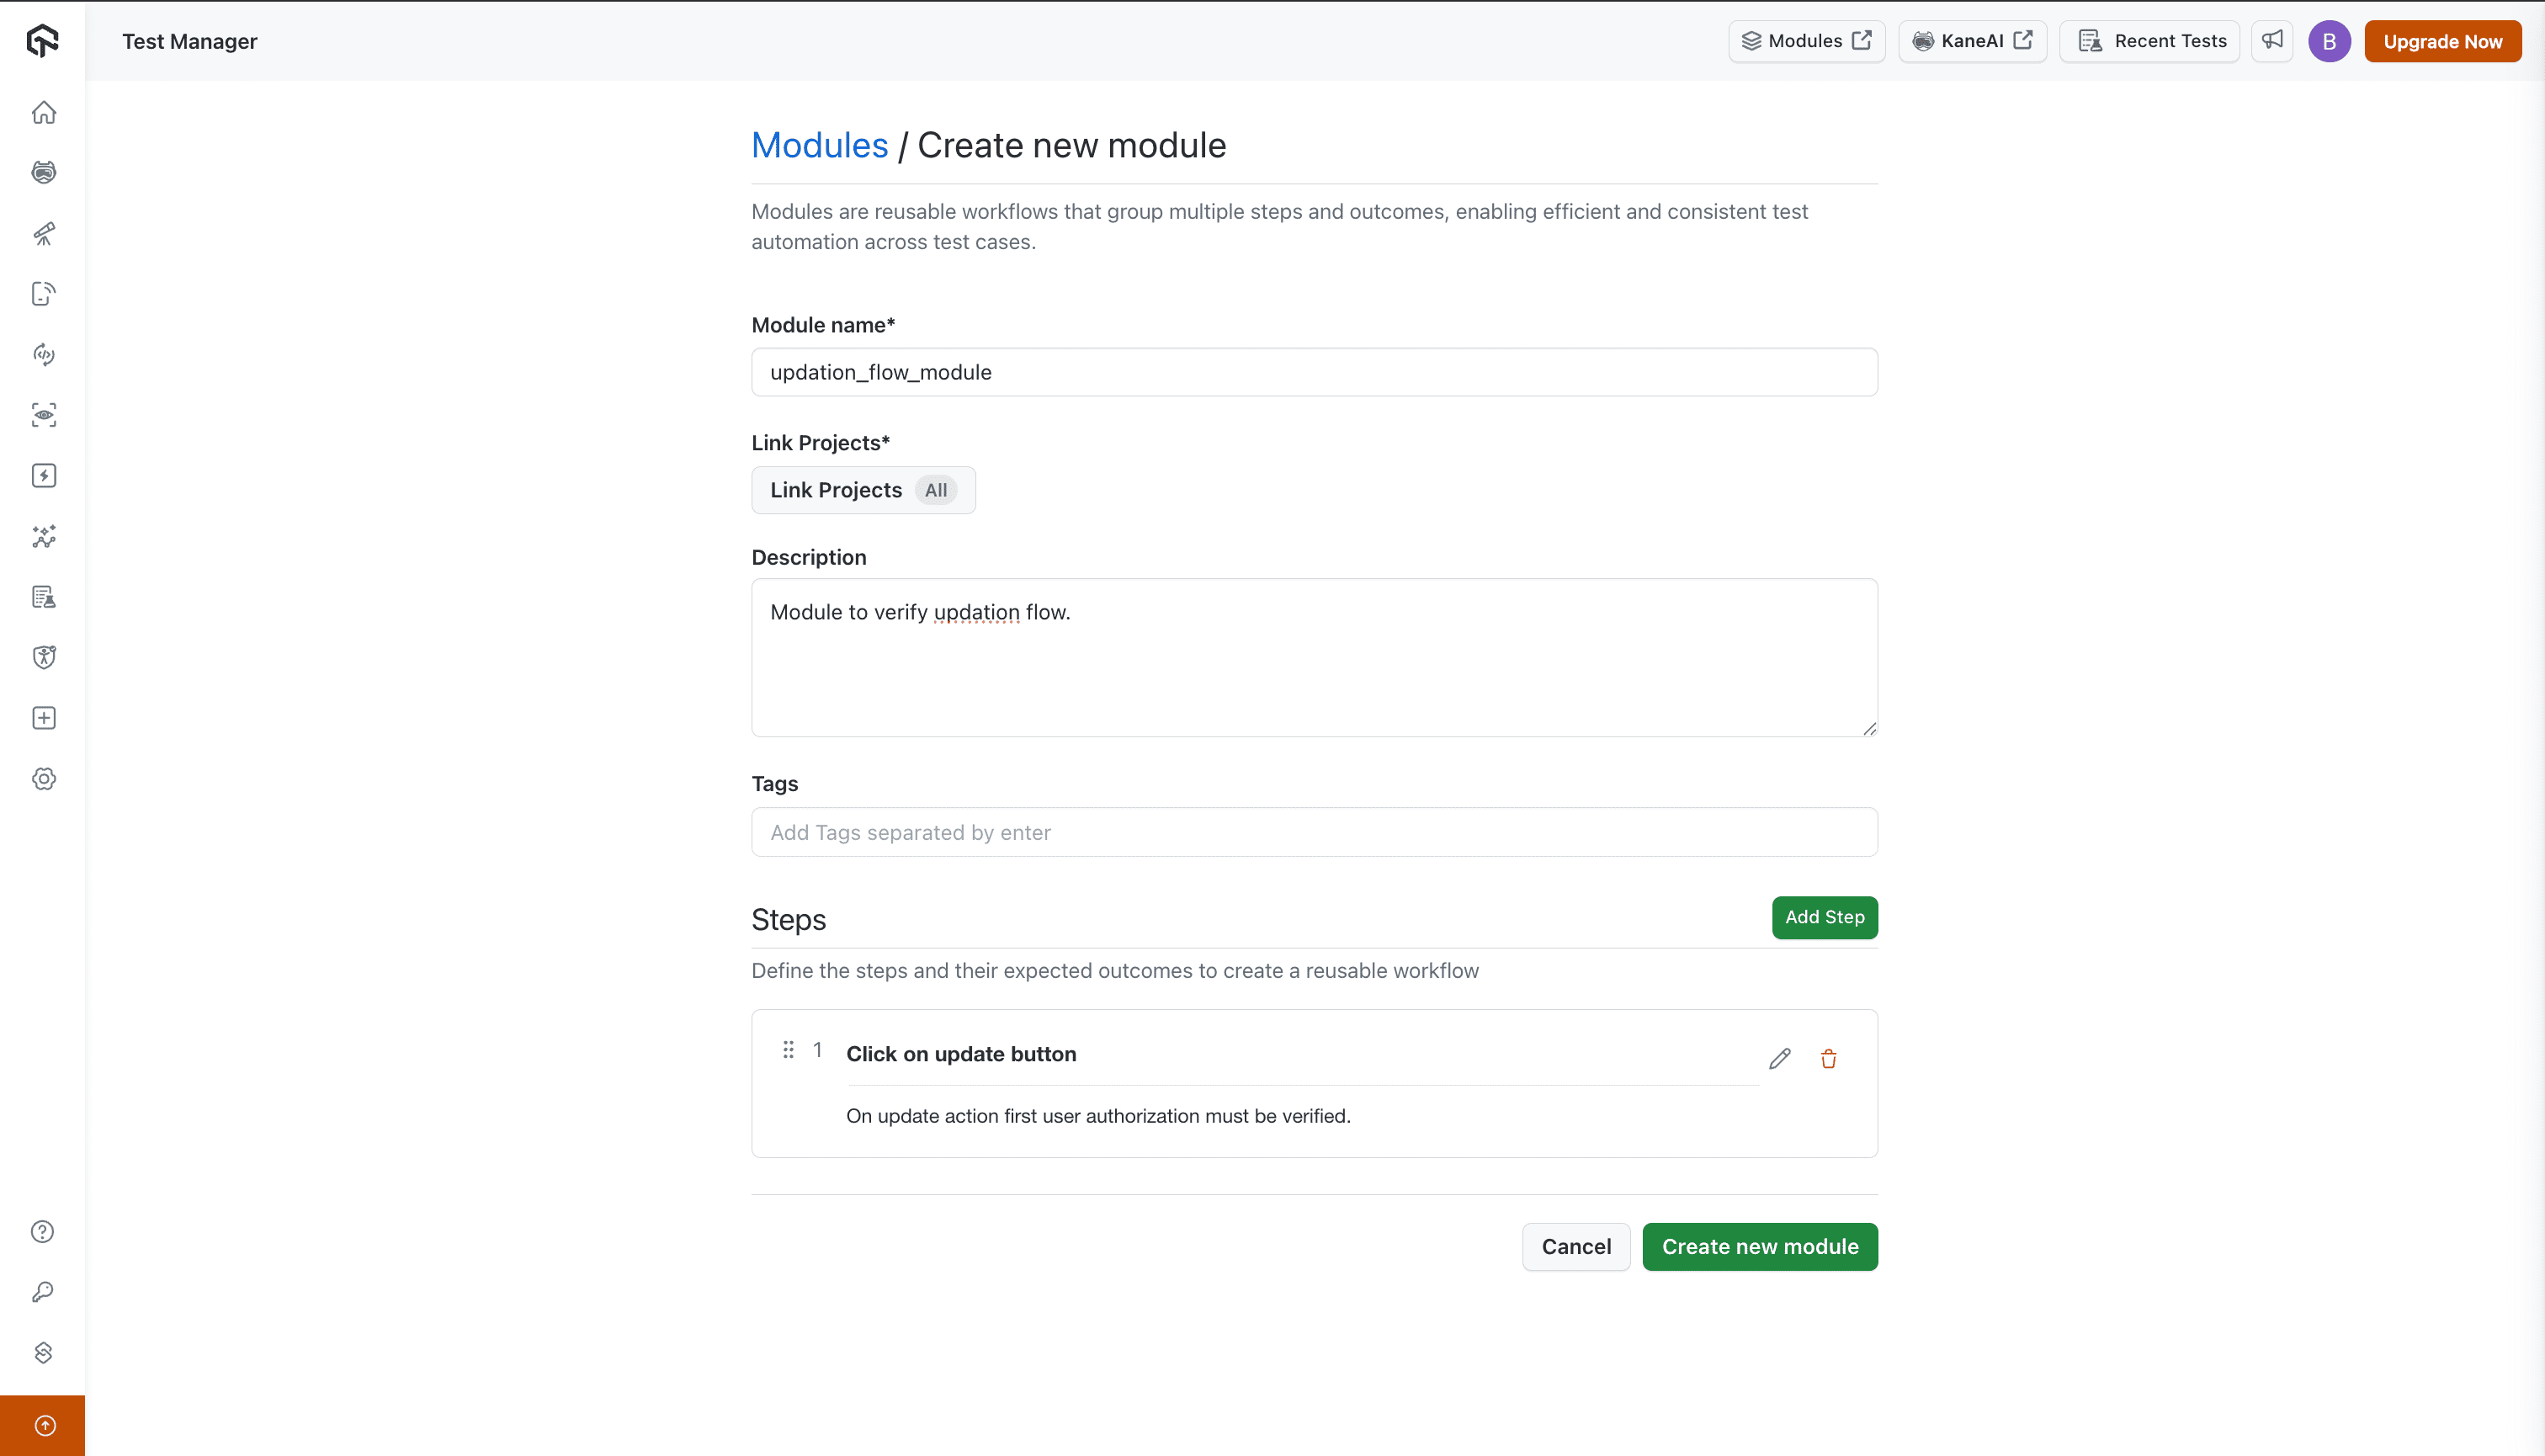 Test Manager
Modules
KaneAI
Recent Tests
B
Upgrade Now
Modules / Create new module
Modules are reusable workflows that group multiple steps and outcomes, enabling efficient and consistent test
automation across test cases.
Module name*
updation_flow_module
Link Projects*
Link Projects All
Description
Module to verify updation flow.
Tags
Add Tags separated by enter
Steps
Add Step
Define the steps and their expected outcomes to create a reusable workflow
1 Click on update button
On update action first user authorization must be verified.
Cancel
Create new module